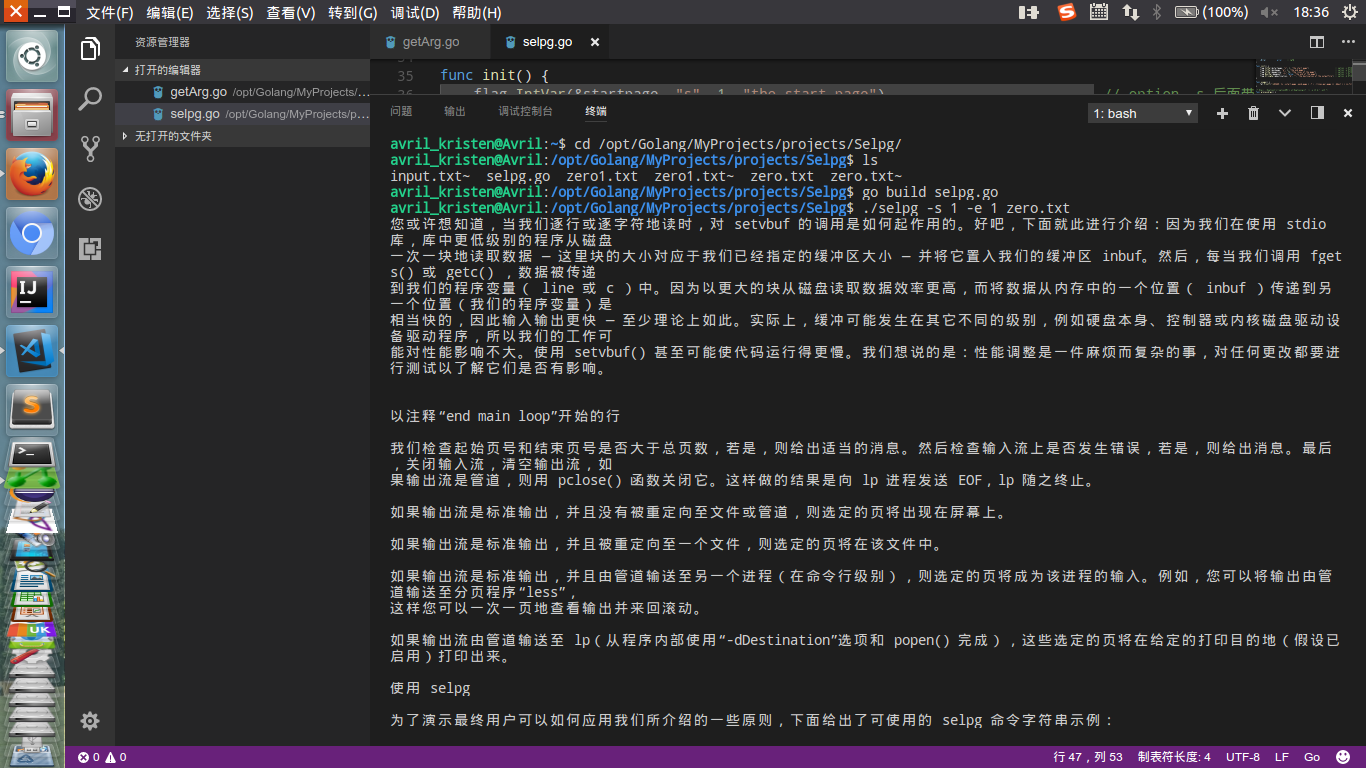 文件(F) 编辑(E) 选择(S) 查看(V) 转到(G) 调试(D) 帮助(H)
(100%) 18:36
资源管理器
打开的编辑器
getArg.go /opt/Golang/MyProjects/...
selpg.go /opt/Golang/MyProjects/p...
无打开的文件夹
getArg.go selpg.go
35 func init() {
flag.IntVar(&startpage, "s", 1, "the start page")
问题 输出 调试控制台 终端 1: bash
avril_kristen@Avril:~$ cd /opt/Golang/MyProjects/projects/Selpg/
avril_kristen@Avril:/opt/Golang/MyProjects/projects/Selpg$ ls
input.txt~ selpg.go zero1.txt zero1.txt~ zero.txt zero.txt~
avril_kristen@Avril:/opt/Golang/MyProjects/projects/Selpg$ go build selpg.go
avril_kristen@Avril:/opt/Golang/MyProjects/projects/Selpg$ ./selpg -s 1 -e 1 zero.txt
您或许想知道，当我们逐行或逐字符地读时，对 setvbuf 的调用是如何起作用的。好吧，下面就此进行介绍：因为我们在使用 stdio
库，库中更低级别的程序从磁盘
一次一块地读取数据 — 这里块的大小对应于我们已经指定的缓冲区大小 — 并将它置入我们的缓冲区 inbuf。然后，每当我们调用 fget
s() 或 getc() ，数据被传递
到我们的程序变量（ line 或 c ）中。因为以更大的块从磁盘读取数据效率更高，而将数据从内存中的一个位置（ inbuf ）传递到另
一个位置（我们的程序变量）是
相当快的，因此输入输出更快 — 至少理论上如此。实际上，缓冲可能发生在其它不同的级别，例如硬盘本身、控制器或内核磁盘驱动设
备驱动程序，所以我们的工作可
能对性能影响不大。使用 setvbuf() 甚至可能使代码运行得更慢。我们想说的是：性能调整是一件麻烦而复杂的事，对任何更改都要进
行测试以了解它们是否有影响。
以注释“end main loop”开始的行
我们检查起始页号和结束页号是否大于总页数，若是，则给出适当的消息。然后检查输入流上是否发生错误，若是，则给出消息。最后
，关闭输入流，清空输出流，如
果输出流是管道，则用 pclose() 函数关闭它。这样做的结果是向 lp 进程发送 EOF，lp 随之终止。
如果输出流是标准输出，并且没有被重定向至文件或管道，则选定的页将出现在屏幕上。
如果输出流是标准输出，并且被重定向至一个文件，则选定的页将在该文件中。
如果输出流是标准输出，并且由管道输送至另一个进程（在命令行级别），则选定的页将成为该进程的输入。例如，您可以将输出由管
道输送至分页程序“less”，
这样您可以一次一页地查看输出并来回滚动。
如果输出流由管道输送至 lp（从程序内部使用“-dDestination”选项和 popen() 完成），这些选定的页将在给定的打印目的地（假设已
启用）打印出来。
使用 selpg
为了演示最终用户可以如何应用我们所介绍的一些原则，下面给出了可使用的 selpg 命令字符串示例：
0 0 行 47，列 53 制表符长度: 4 UTF-8 LF Go